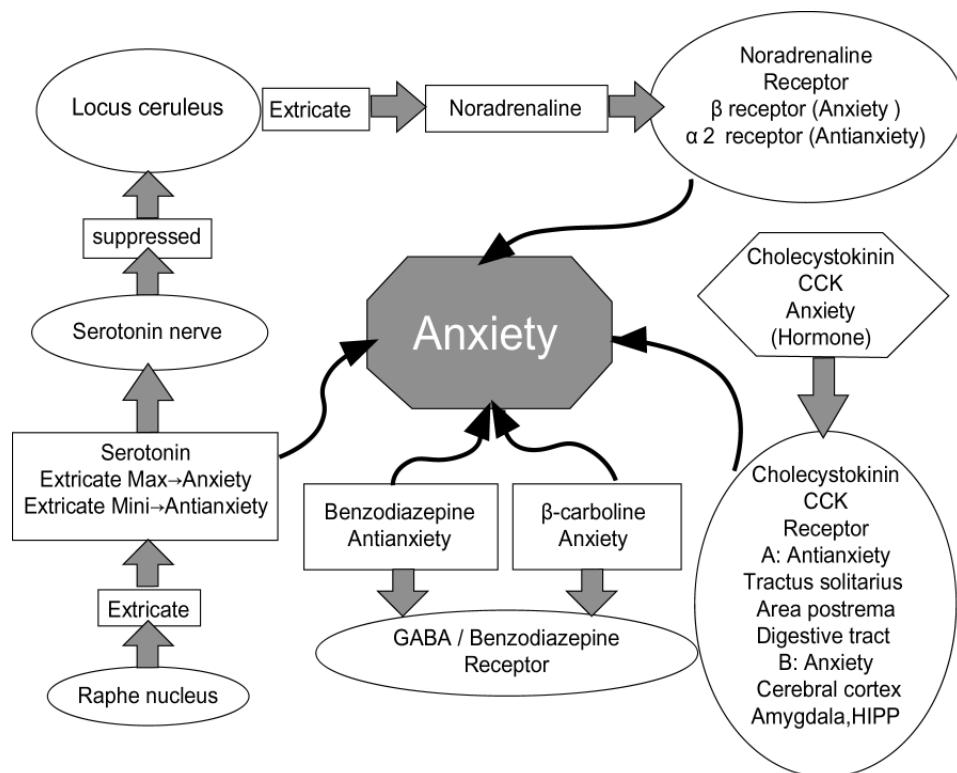 Locus ceruleus
Extricate
Noradrenaline
Noradrenaline
Receptor
β receptor (Anxiety )
α 2 receptor (Antianxiety)
suppressed
Serotonin nerve
Serotonin
Extricate Max→Anxiety
Extricate Mini→Antianxiety
Extricate
Raphe nucleus
Anxiety
Benzodiazepine
Antianxiety
β-carboline
Anxiety
GABA / Benzodiazepine
Receptor
Cholecystokinin
CCK
Anxiety
(Hormone)
Cholecystokinin
CCK
Receptor
A: Antianxiety
Tractus solitarius
Area postrema
Digestive tract
B: Anxiety
Cerebral cortex
Amygdala,HIPP